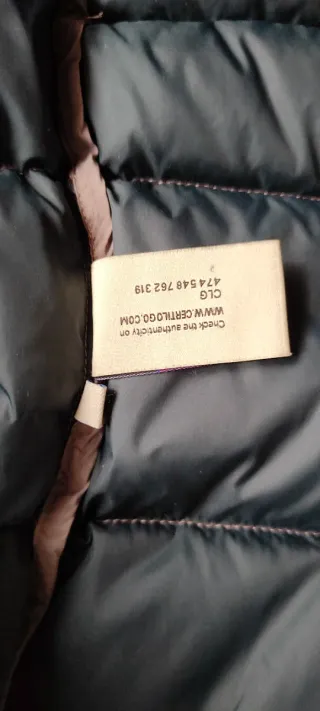 Check the authenticity on
WWW.CERTILOGO.COM
CLG
474 548 762 319